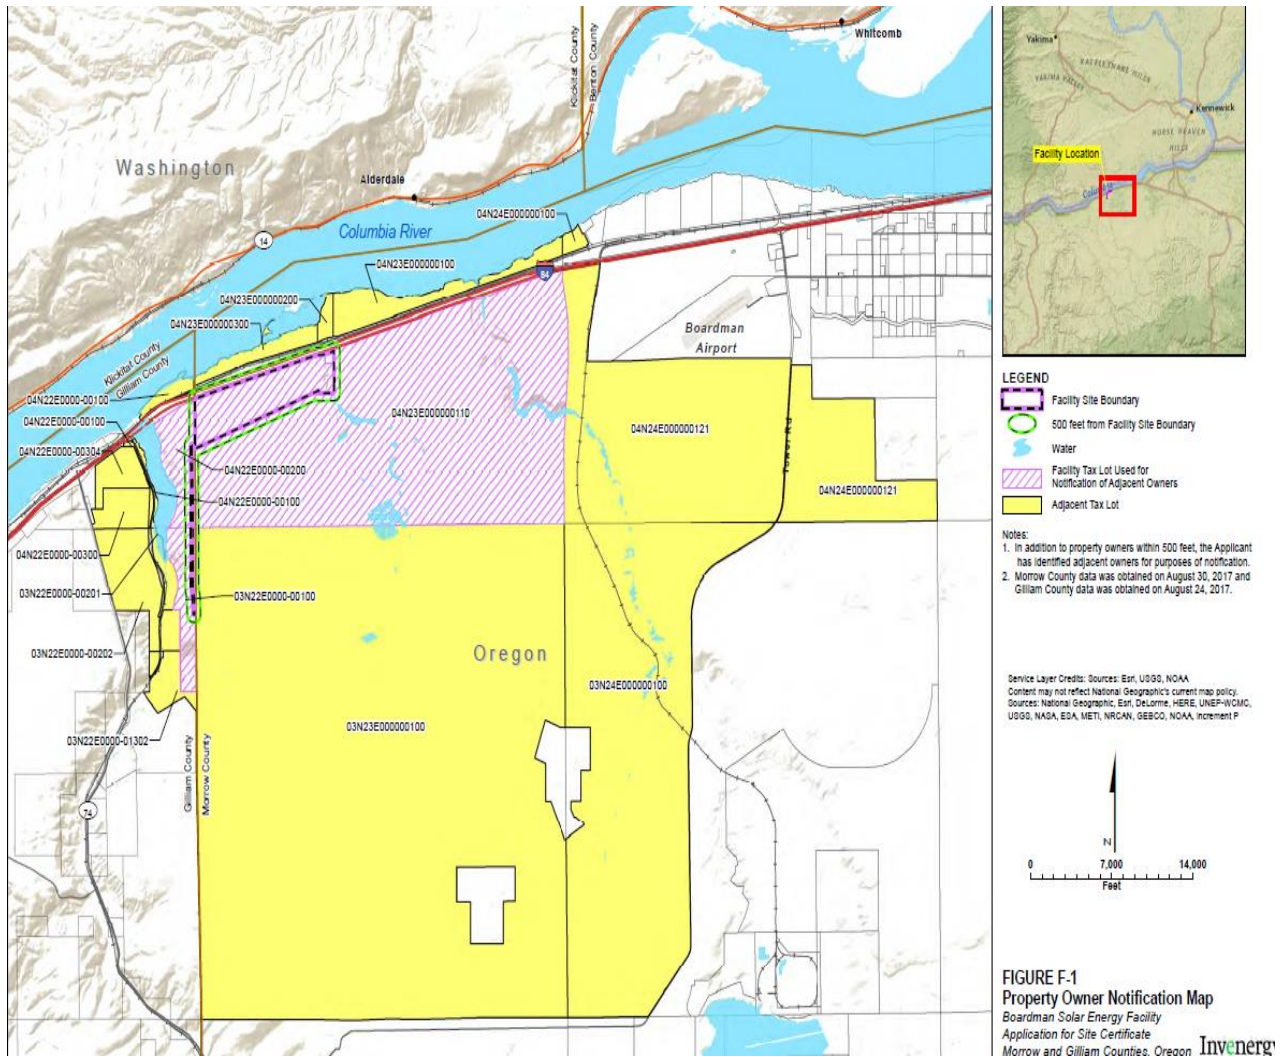 Whitcomb
Klickitat County
Benton County
Washington
Alderdale
04N24E000000100
14
Columbia River
04N23E000000100
84
04N23E000000200
04N23E000000300
Boardman
Airport
Klickitat County
Gilliam County
04N22E0000-00100
04N22E0000-00100
04N23E000000110
04N24E000000121
Tower Rd
04N22E0000-00304
04N22E0000-00200
04N24E000000121
04N22E0000-00100
04N22E0000-00300
03N22E0000-00201
03N22E0000-00100
03N22E0000-00202
Oregon
03N24E000000100
03N23E000000100
03N22E0000-01302
Gilliam County
Morrow County
74
Yakima
RATTLESNAKE HILLS
YAKIMA VALLEY
Kennewick
HORSE HEAVEN
HILLS
Facility Location
Columbia
LEGEND
Facility Site Boundary
500 feet from Facility Site Boundary
Water
Facility Tax Lot Used for
Notification of Adjacent Owners
Adjacent Tax Lot
Notes:
1. In addition to property owners within 500 feet, the Applicant
has identified adjacent owners for purposes of notification.
2. Morrow County data was obtained on August 30, 2017 and
Gilliam County data was obtained on August 24, 2017.
Service Layer Credits: Sources: Esri, USGS, NOAA
Content may not reflect National Geographic's current map policy.
Sources: National Geographic, Esri, DeLorme, HERE, UNEP-WCMC,
USGS, NASA, ESA, METI, NRCAN, GEBCO, NOAA, increment P
N
0 7,000 14,000
Feet
FIGURE F-1
Property Owner Notification Map
Boardman Solar Energy Facility
Application for Site Certificate
Morrow and Gilliam Counties, Oregon
Invenergy